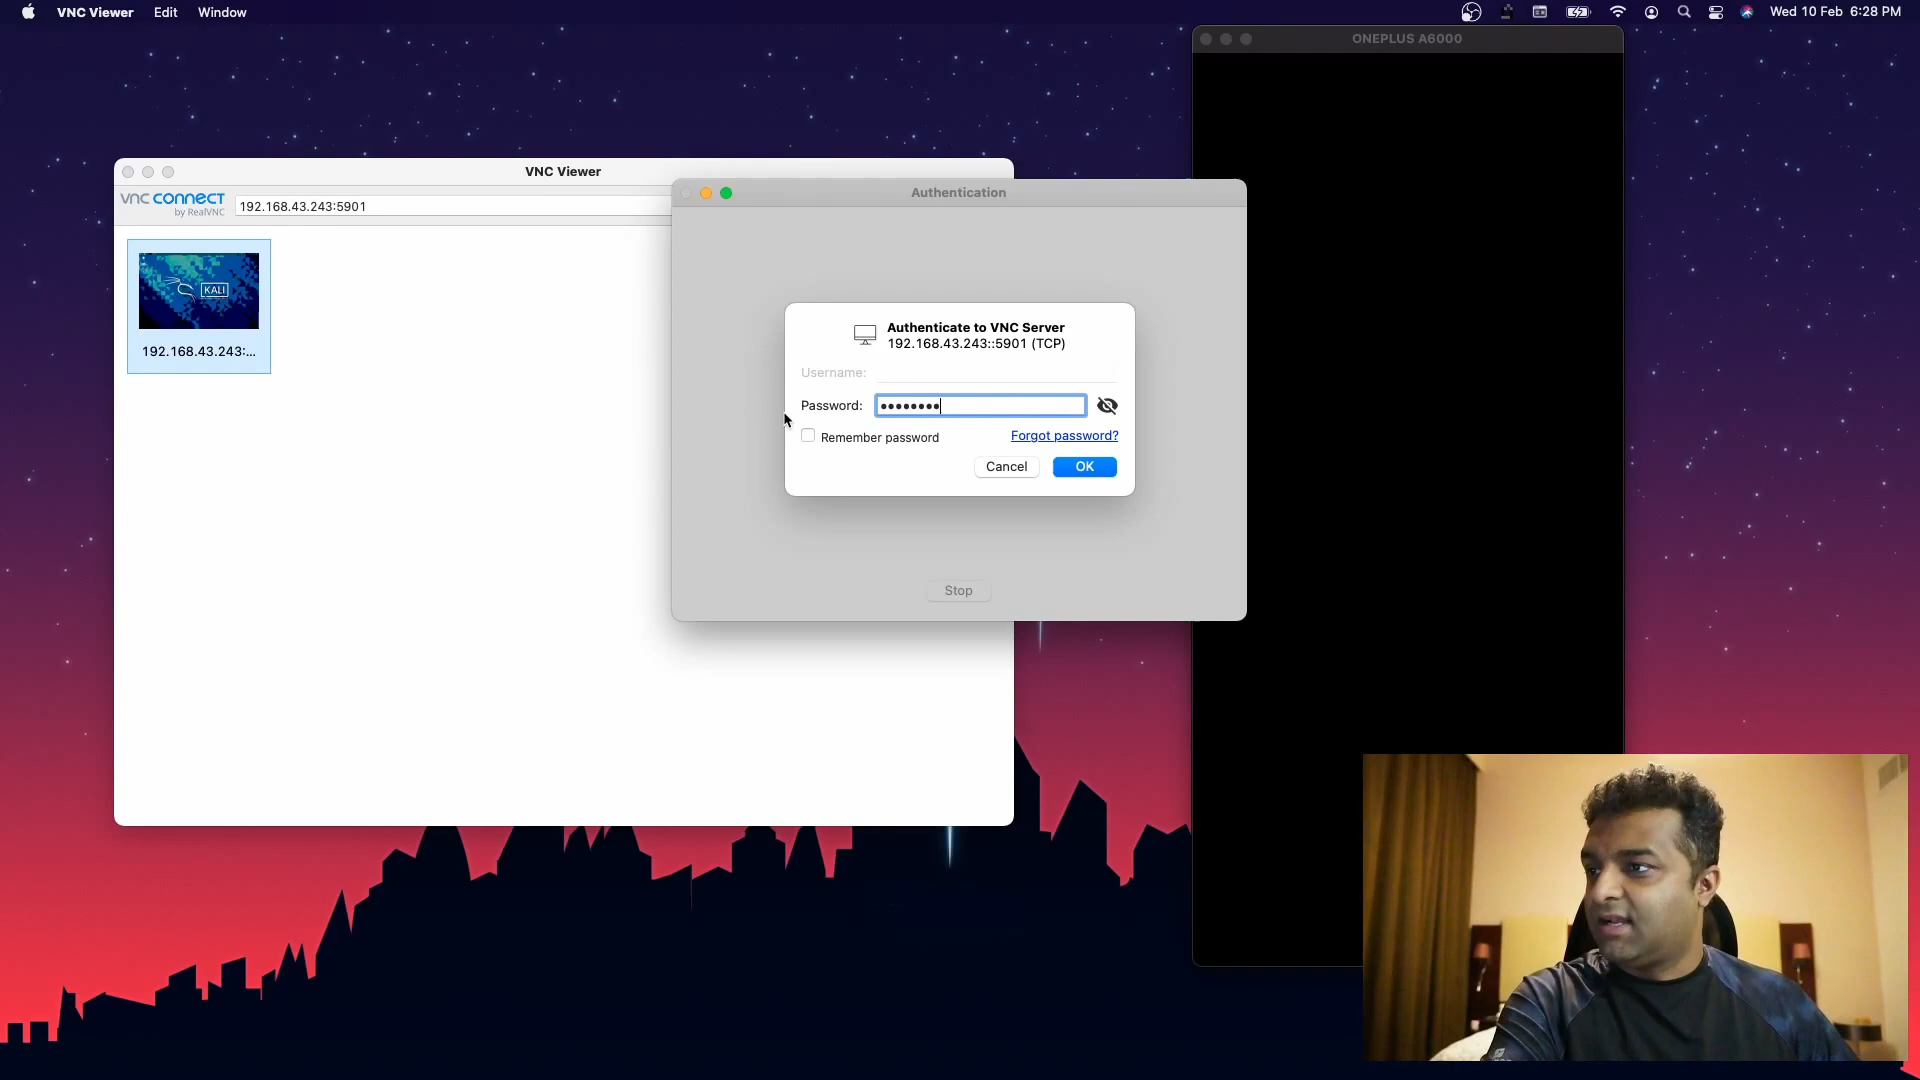 VNC Viewer Edit Window
Wed 10 Feb 6:28 PM
ONEPLUS A6000
VNC Viewer
vnc connect
by RealVNC
192.168.43.243:5901
KALI
192.168.43.243:...
Authentication
Authenticate to VNC Server
192.168.43.243::5901 (TCP)
Username:
Password: ••••••••
Remember password
Forgot password?
Cancel
OK
Stop